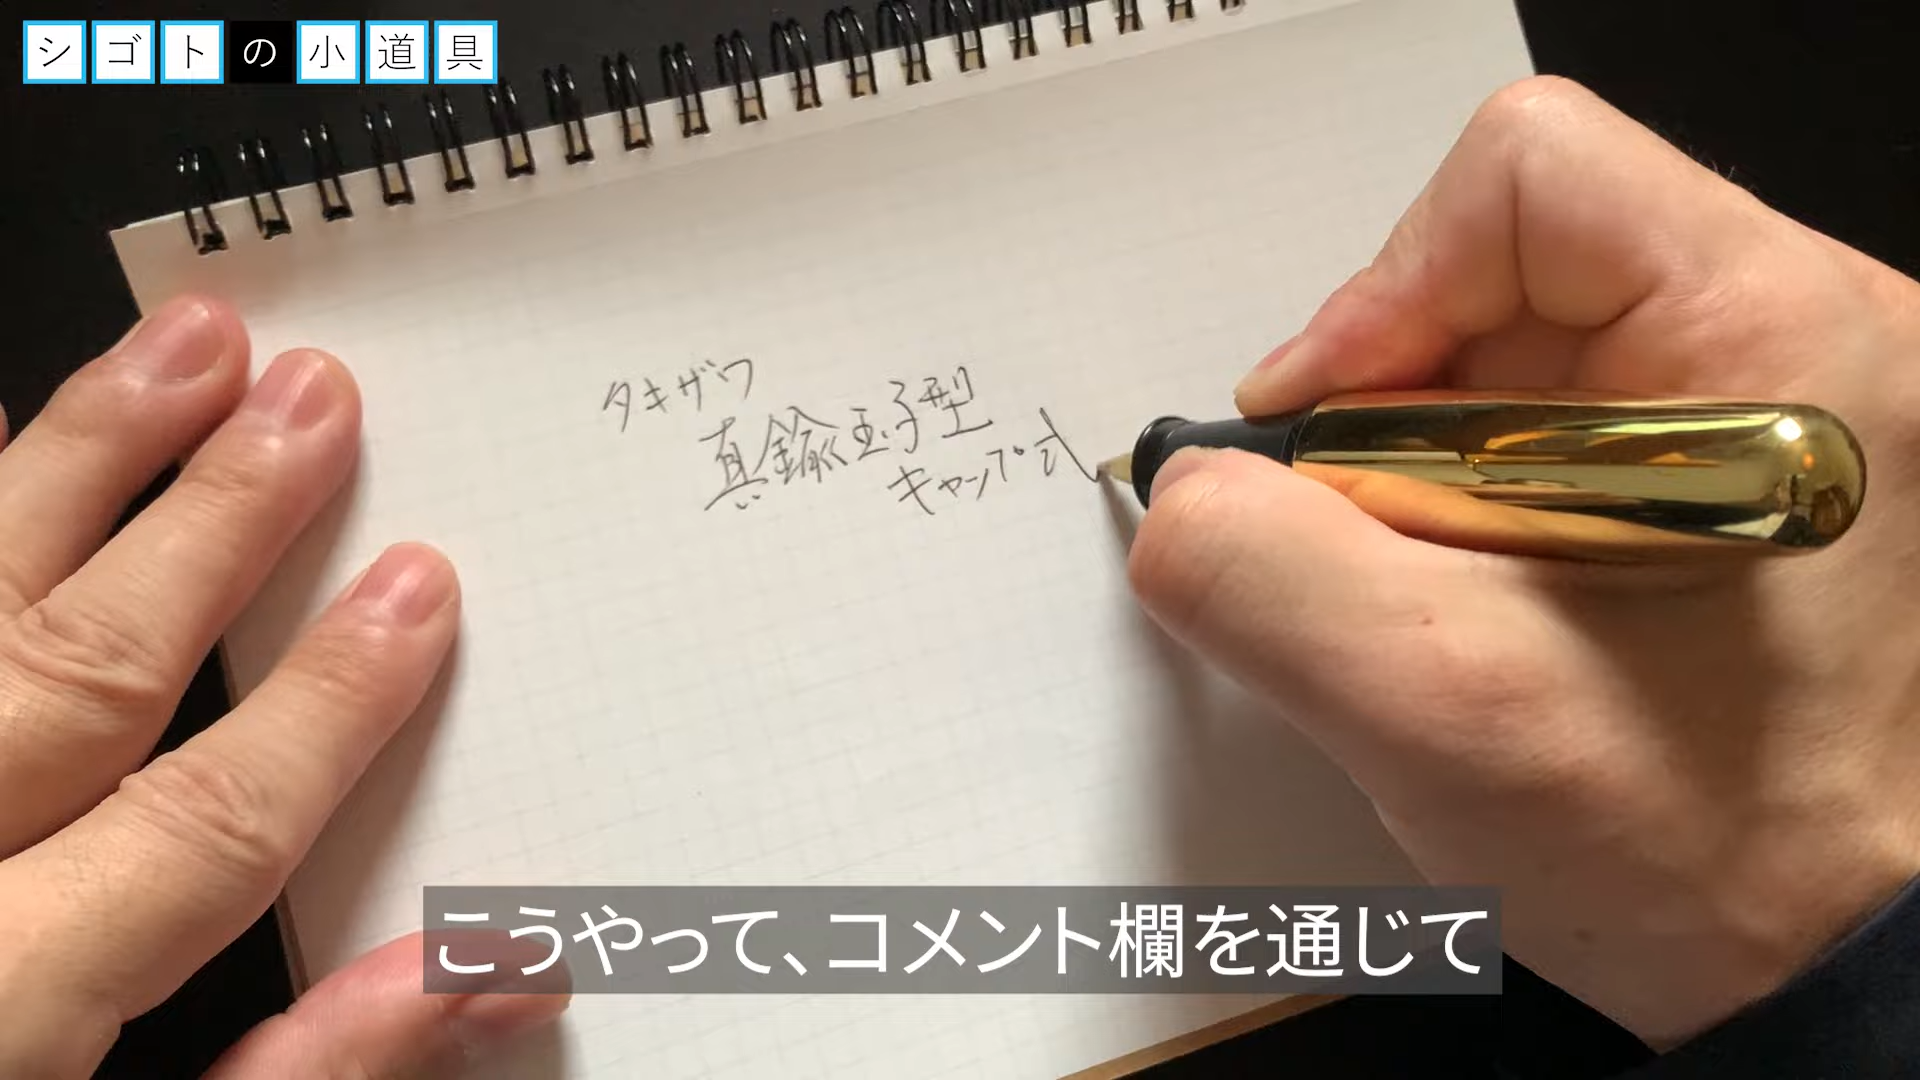 シゴトの小道具
タキザワ
真鍮玉子型
キャップ式
こうやって、コメント欄を通じて